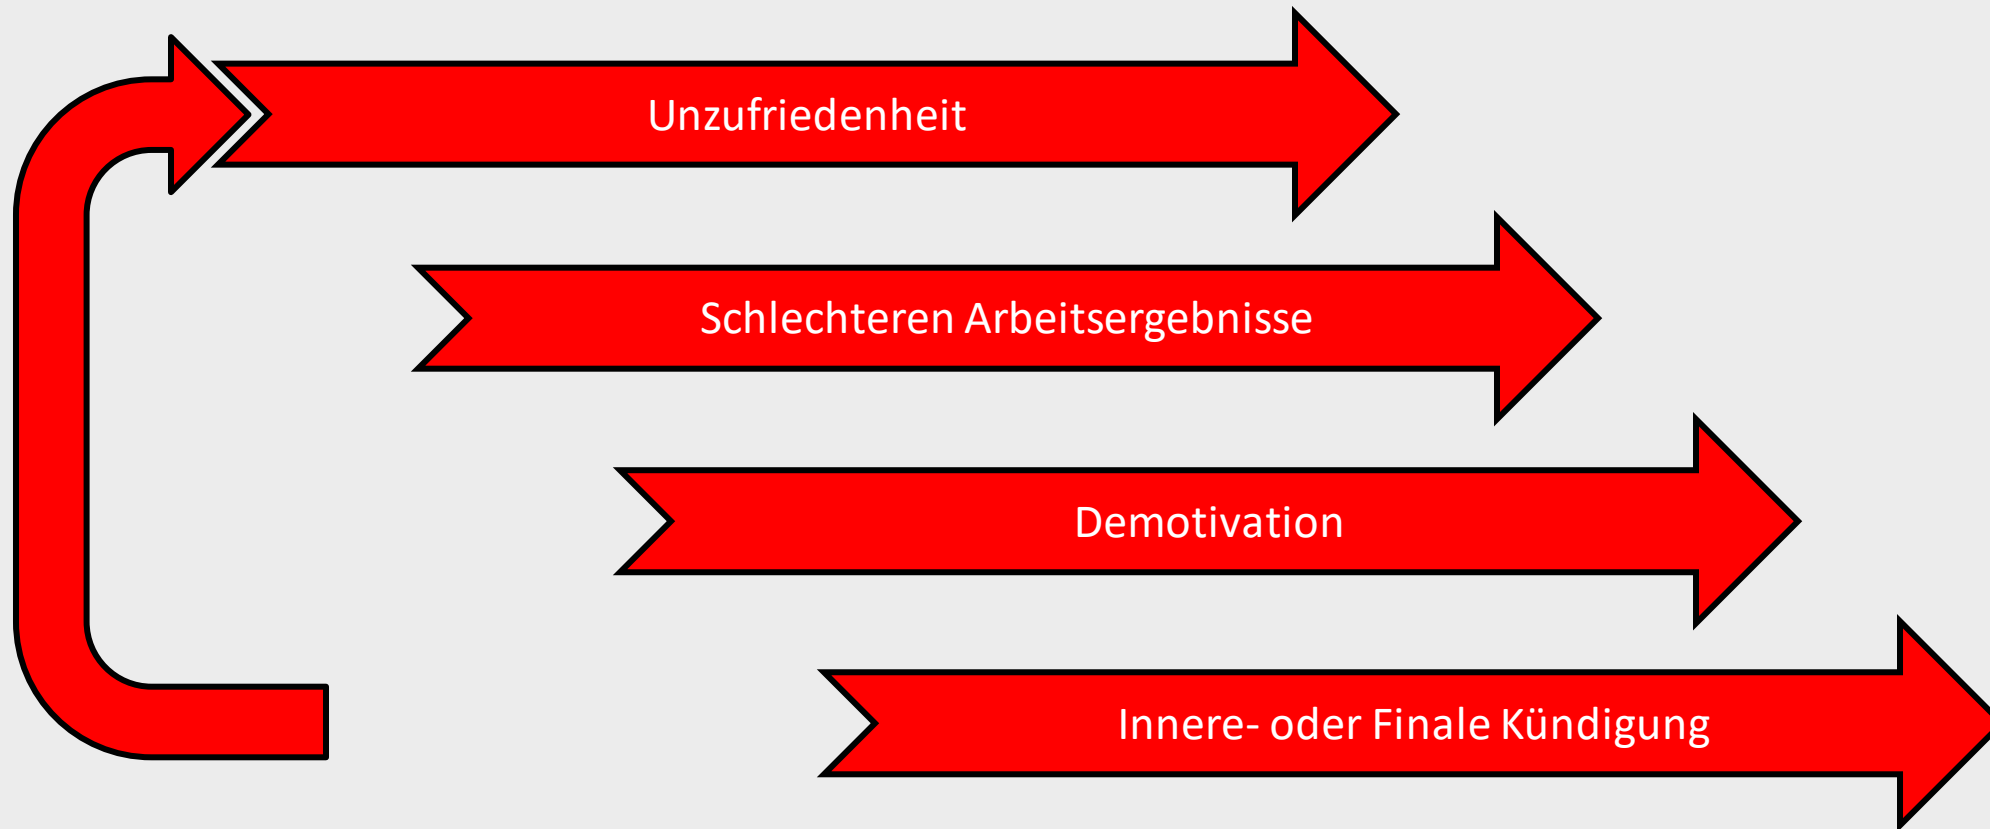 Unzufriedenheit
Schlechteren Arbeitsergebnisse
Demotivation
Innere- oder Finale Kündigung